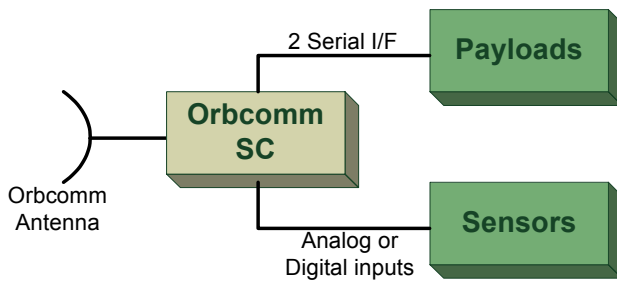 2 Serial I/F
Payloads
Orbcomm
SC
Orbcomm
Antenna
Sensors
Analog or
Digital inputs